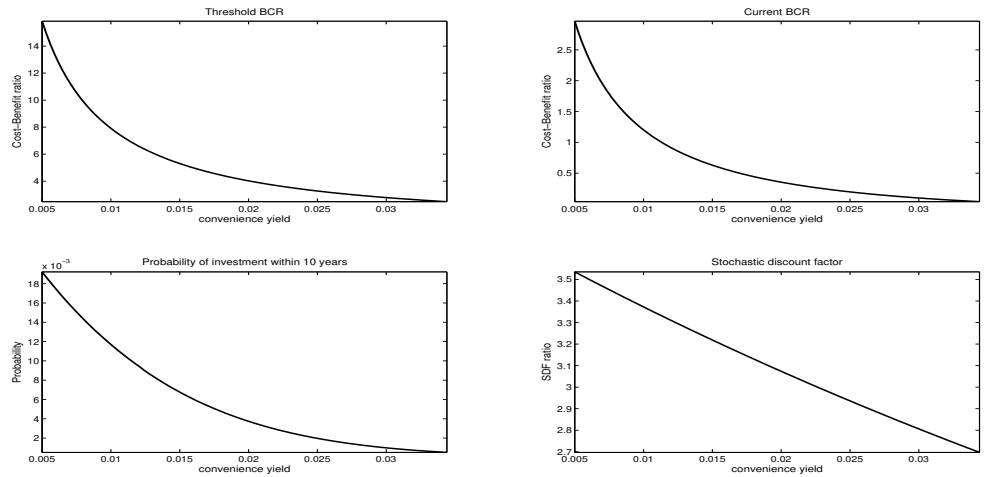 Threshold BCR
Cost–Benefit ratio
14
12
10
8
6
4
0.005 0.01 0.015 0.02 0.025 0.03
convenience yield
Current BCR
Cost–Benefit ratio
2.5
2
1.5
1
0.5
0.005 0.01 0.015 0.02 0.025 0.03
convenience yield
Probability of investment within 10 years
x 10⁻³
Probability
18
16
14
12
10
8
6
4
2
0.005 0.01 0.015 0.02 0.025 0.03
convenience yield
Stochastic discount factor
SDF ratio
3.5
3.4
3.3
3.2
3.1
3
2.9
2.8
2.7
0.005 0.01 0.015 0.02 0.025 0.03
convenience yield